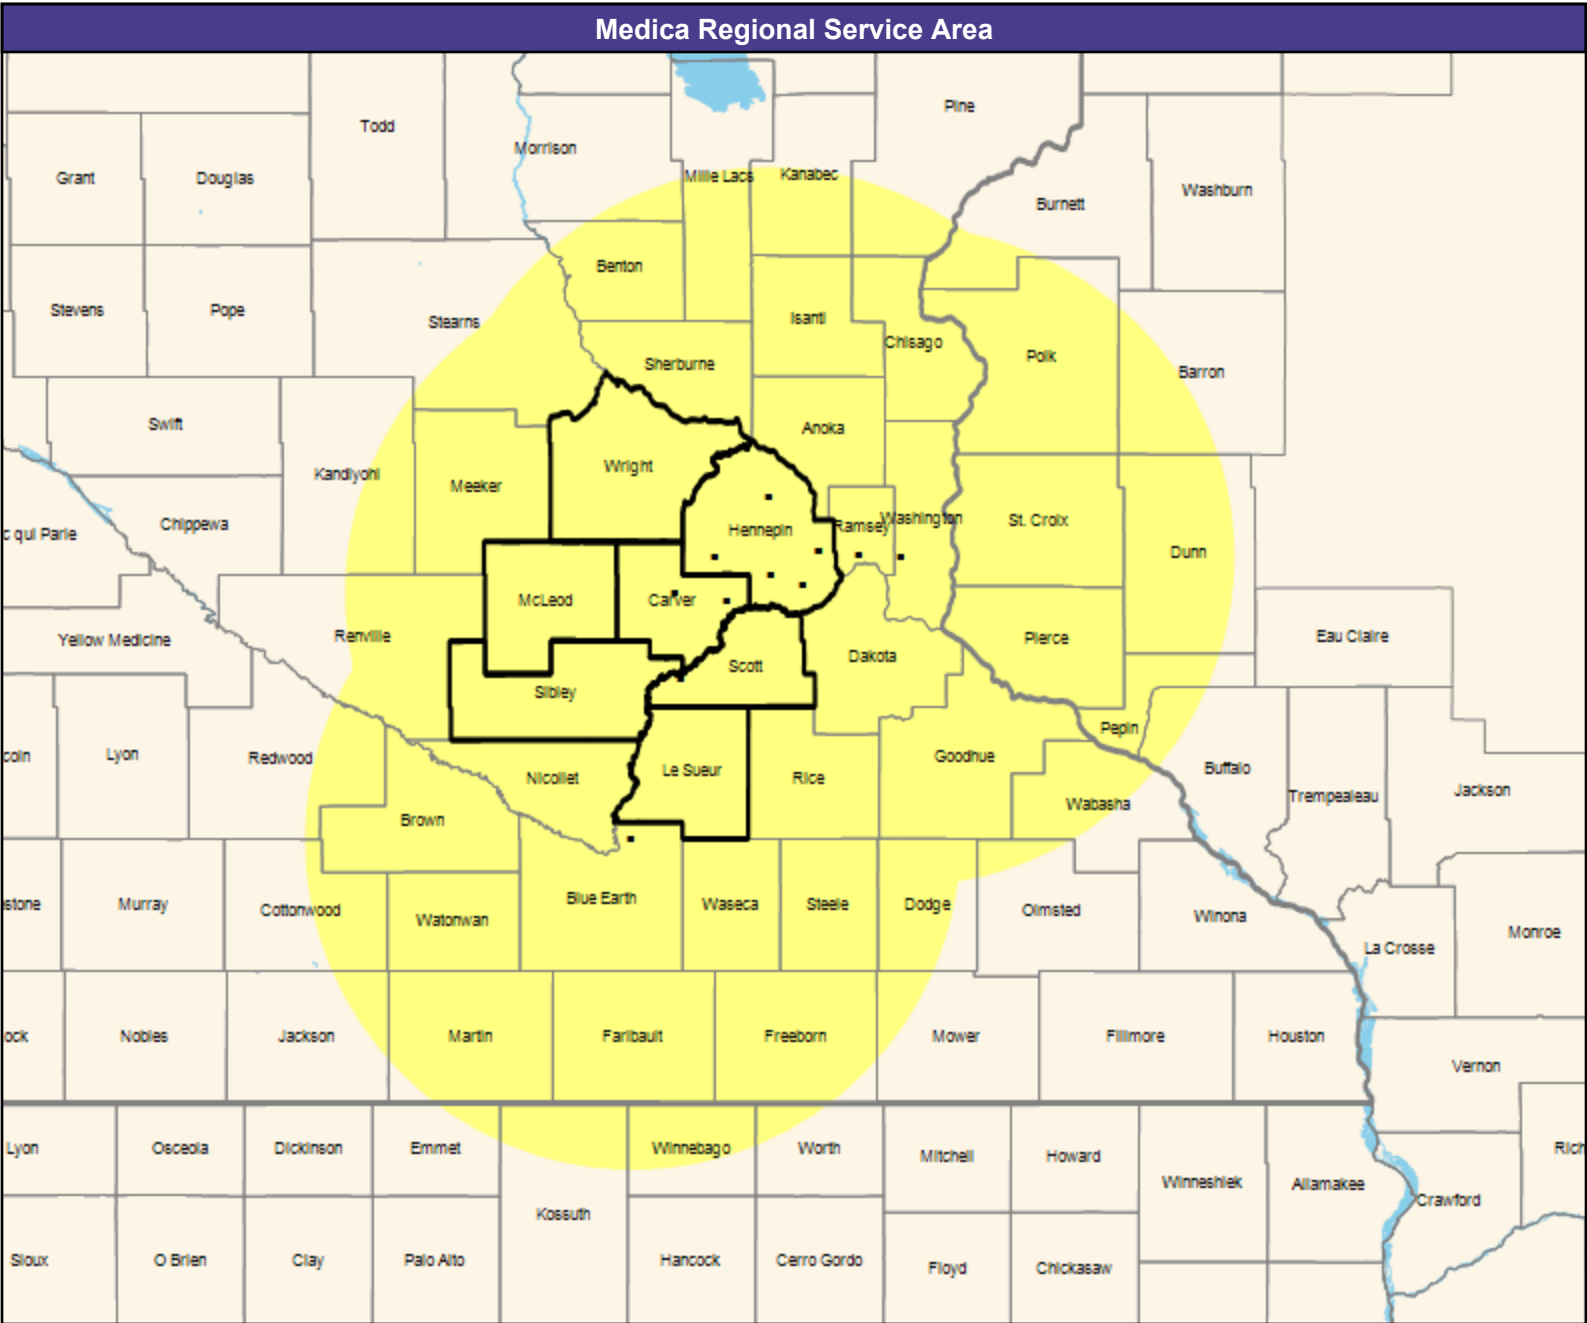 Medica Regional Service Area
Pine
Todd
Morrison
Grant
Douglas
Mille Lacs
Kanabec
Burnett
Washburn
Benton
Stevens
Pope
Stearns
Isanti
Chisago
Polk
Barron
Sherburne
Swift
Anoka
Kandiyohi
Meeker
Wright
c qui Parle
Chippewa
Hennepin
Ramsey
Washington
St. Croix
Dunn
McLeod
Carver
Yellow Medicine
Renville
Sibley
Scott
Dakota
Pierce
Eau Claire
coln
Lyon
Redwood
Nicollet
Le Sueur
Rice
Goodhue
Pepin
Buffalo
Trempealeau
Jackson
Brown
Wabasha
stone
Murray
Cottonwood
Watonwan
Blue Earth
Waseca
Steele
Dodge
Olmsted
Winona
La Crosse
Monroe
ock
Nobles
Jackson
Martin
Faribault
Freeborn
Mower
Fillmore
Houston
Vernon
Lyon
Osceola
Dickinson
Emmet
Winnebago
Worth
Mitchell
Howard
Winneshiek
Allamakee
Crawford
Rich
Kossuth
Sioux
O Brien
Clay
Palo Alto
Hancock
Cerro Gordo
Floyd
Chickasaw